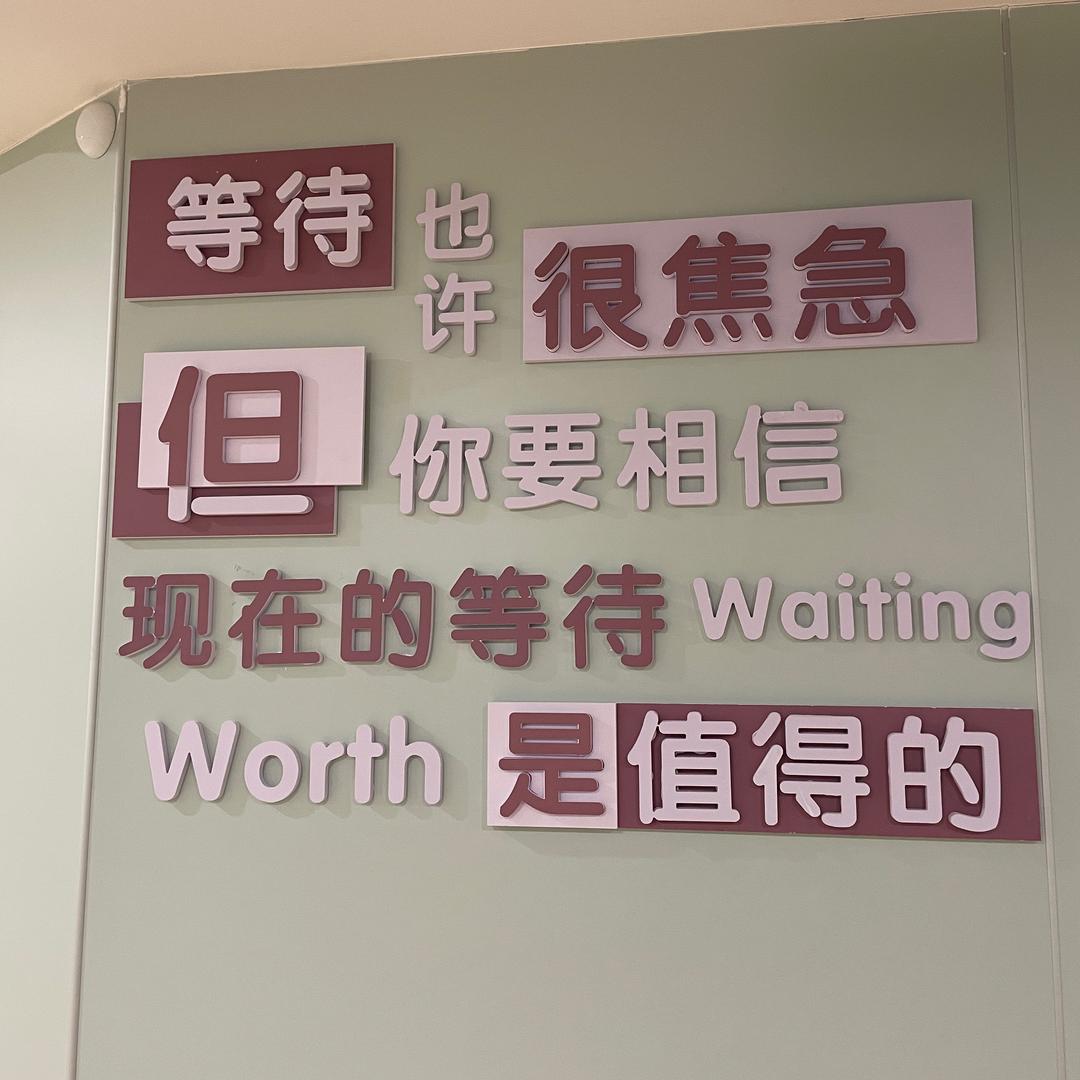 等待也许很焦急
但你要相信
现在的等待 Waiting
Worth 是值得的